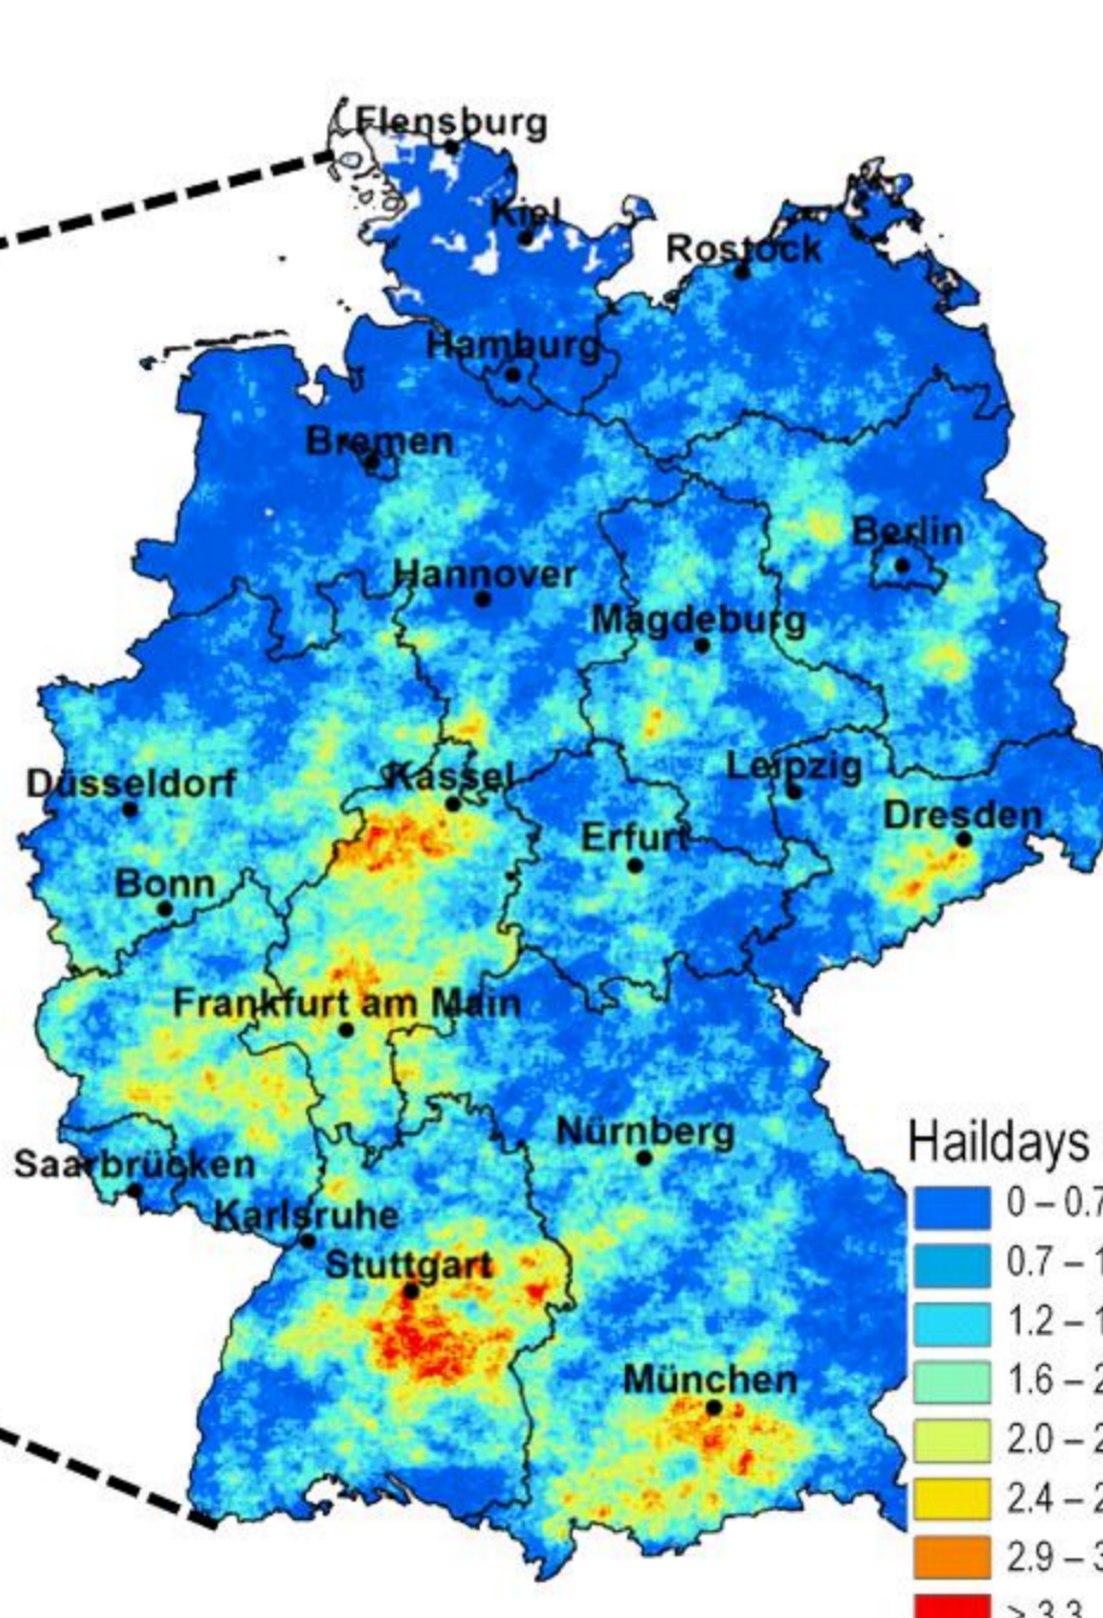 Flensburg
Kiel
Rostock
Hamburg
Bremen
Berlin
Hannover
Magdeburg
Leipzig
Kassel
Düsseldorf
Dresden
Erfurt
Bonn
Frankfurt am Main
Nürnberg
Saarbrücken
Karlsruhe
Stuttgart
München
Haildays
0 – 0.7
0.7 – 1
1.2 – 1
1.6 – 2
2.0 – 2
2.4 – 2
2.9 – 3
> 3.3